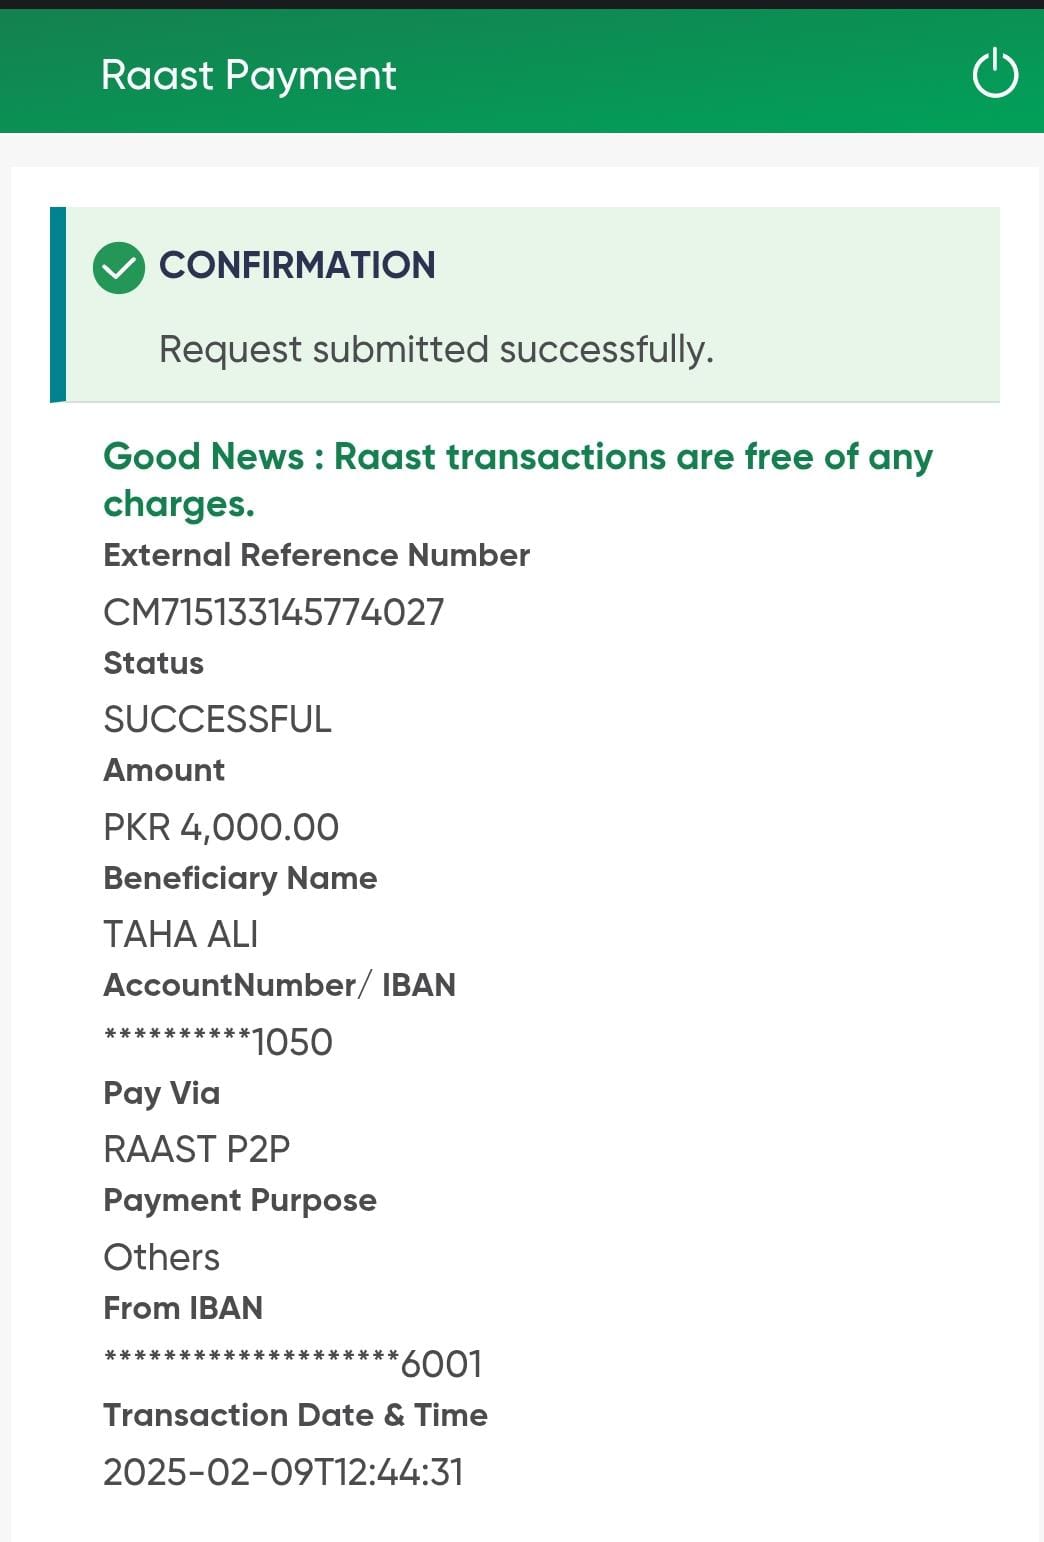 Raast Payment
CONFIRMATION
Request submitted successfully.
Good News : Raast transactions are free of any
charges.
External Reference Number
CM715133145774027
Status
SUCCESSFUL
Amount
PKR 4,000.00
Beneficiary Name
TAHA ALI
AccountNumber/ IBAN
**********1050
Pay Via
RAAST P2P
Payment Purpose
Others
From IBAN
********************6001
Transaction Date & Time
2025-02-09T12:44:31